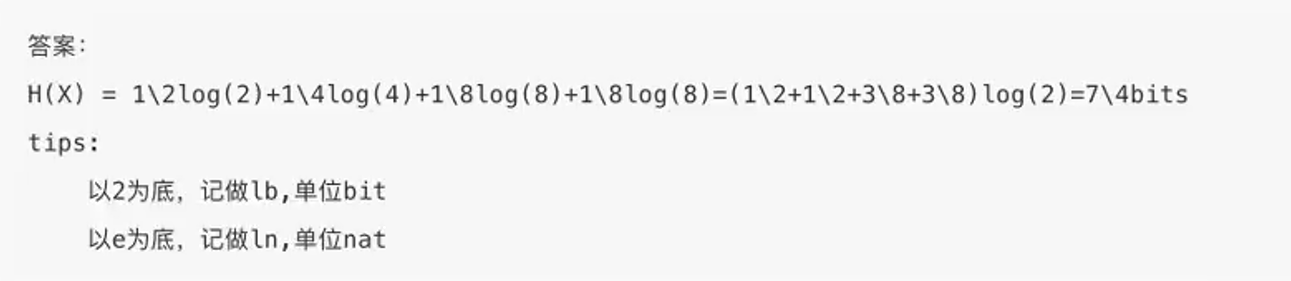 答案：
H(X) = 1\2log(2)+1\4log(4)+1\8log(8)+1\8log(8)=(1\2+1\2+3\8+3\8)log(2)=7\4bits
tips:
以2为底，记做lb,单位bit
以e为底，记做ln,单位nat